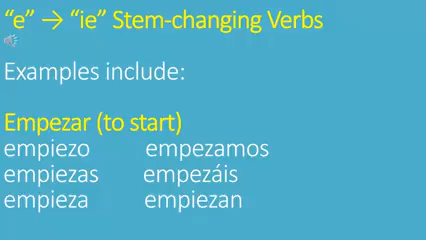 “e” → “ie” Stem-changing Verbs
Examples include:
Empezar (to start)
empiezo empezamos
empiezas empezáis
empieza empiezan